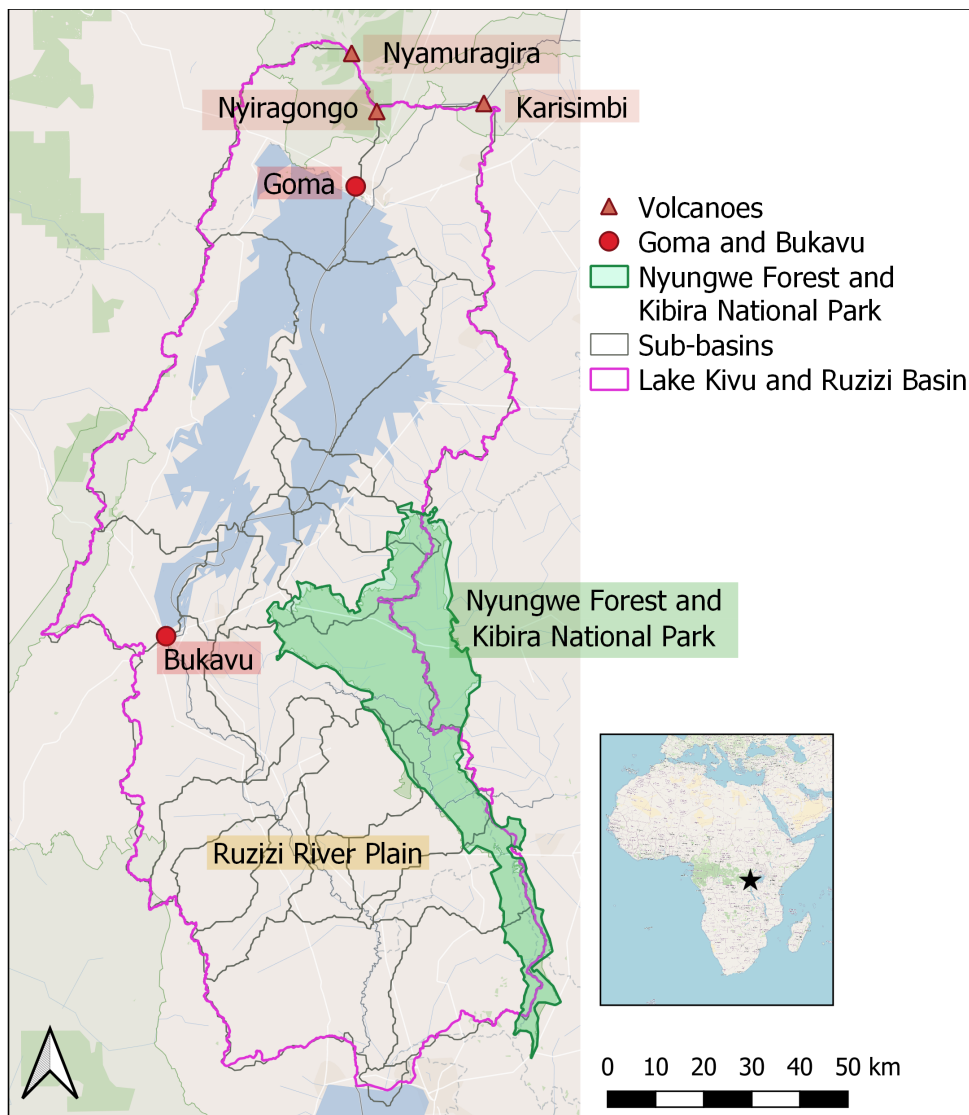 Nyamuragira
Nyiragongo
Karisimbi
Goma
Volcanoes
Goma and Bukavu
Nyungwe Forest and
Kibira National Park
Sub-basins
Lake Kivu and Ruzizi Basin
Nyungwe Forest and
Kibira National Park
Bukavu
Ruzizi River Plain
0 10 20 30 40 50 km